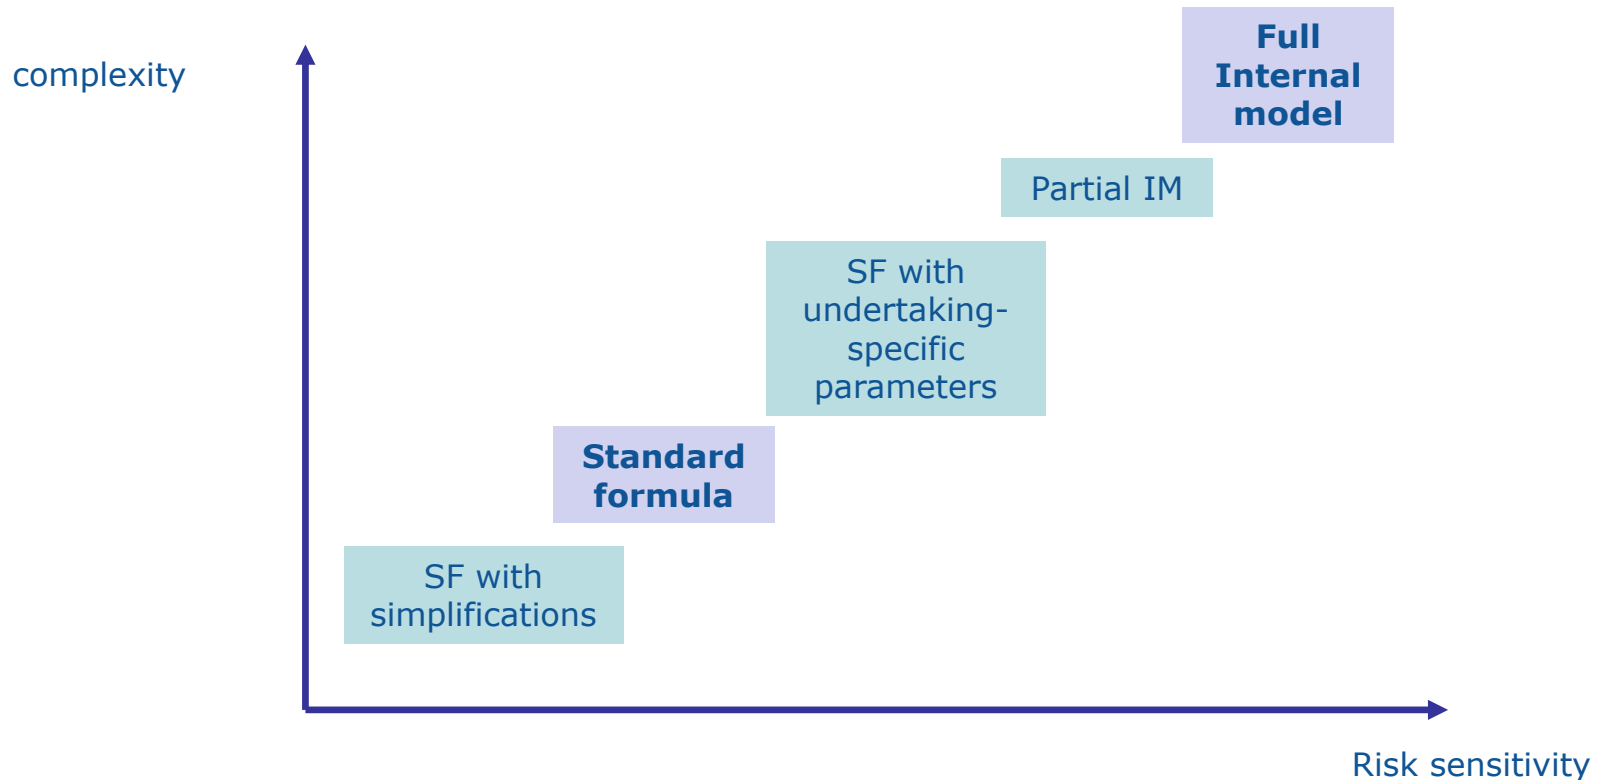 complexity
Full
Internal
model
Partial IM
SF with
undertaking-
specific
parameters
Standard
formula
SF with
simplifications
Risk sensitivity